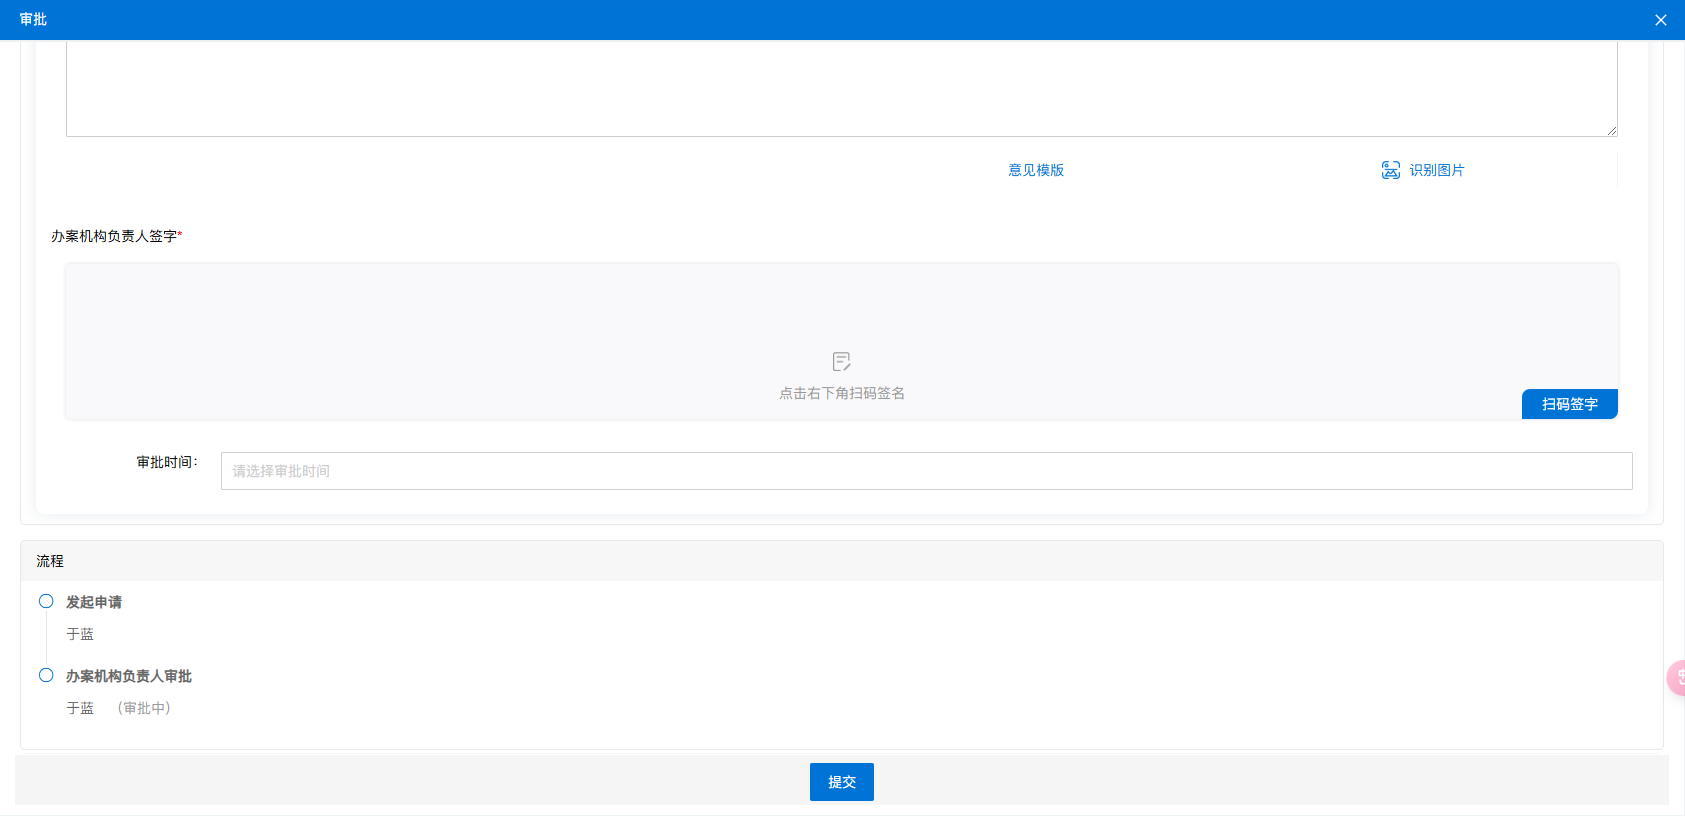 审批
意见模版
识别图片
办案机构负责人签字*
点击右下角扫码签名
扫码签字
审批时间：
请选择审批时间
流程
发起申请
于蓝
办案机构负责人审批
于蓝 （审批中）
提交